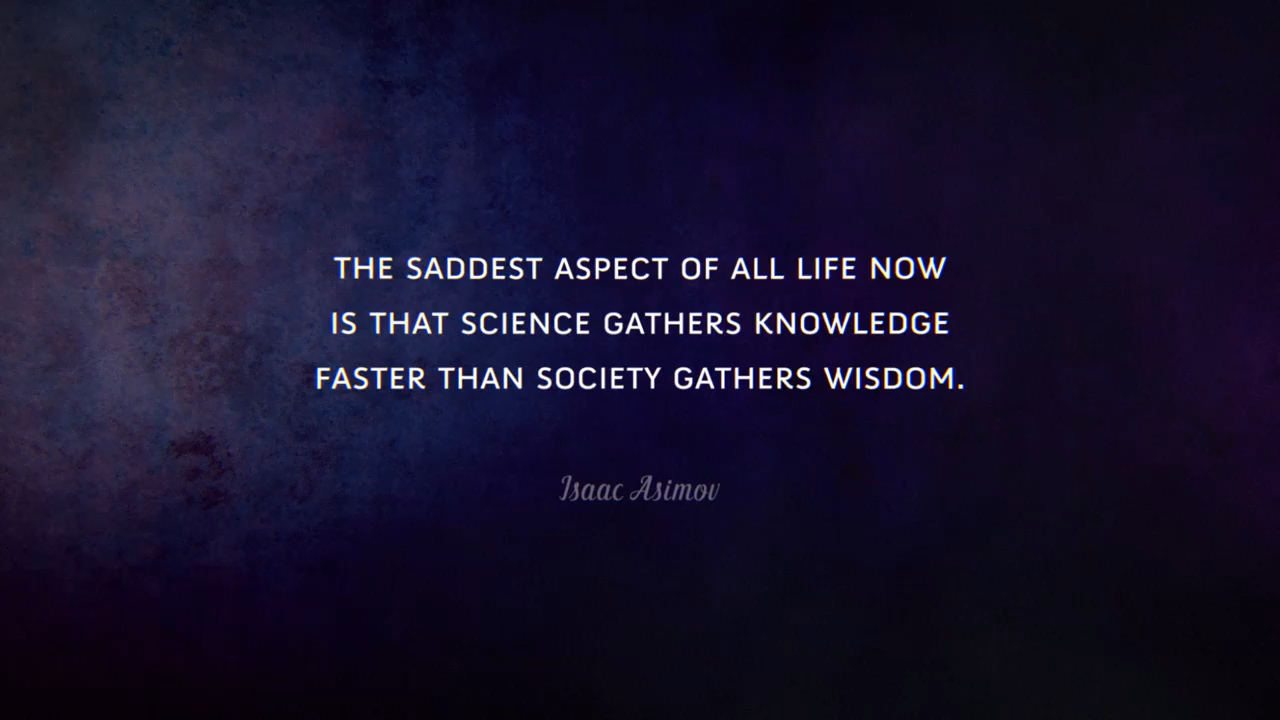 THE SADDEST ASPECT OF ALL LIFE NOW
IS THAT SCIENCE GATHERS KNOWLEDGE
FASTER THAN SOCIETY GATHERS WISDOM.
Isaac Asimov